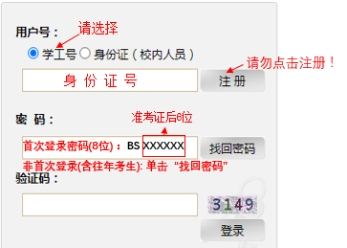 请选择
用户号：
学工号 身份证（校内人员）
请勿点击注册！
身份证号 注 册
准考证后6位
密 码：
首次登录密码(8位)：BS XXXXXX 找回密码
非首次登录(含往年考生): 单击“找回密码”
验证码：
3149
登录